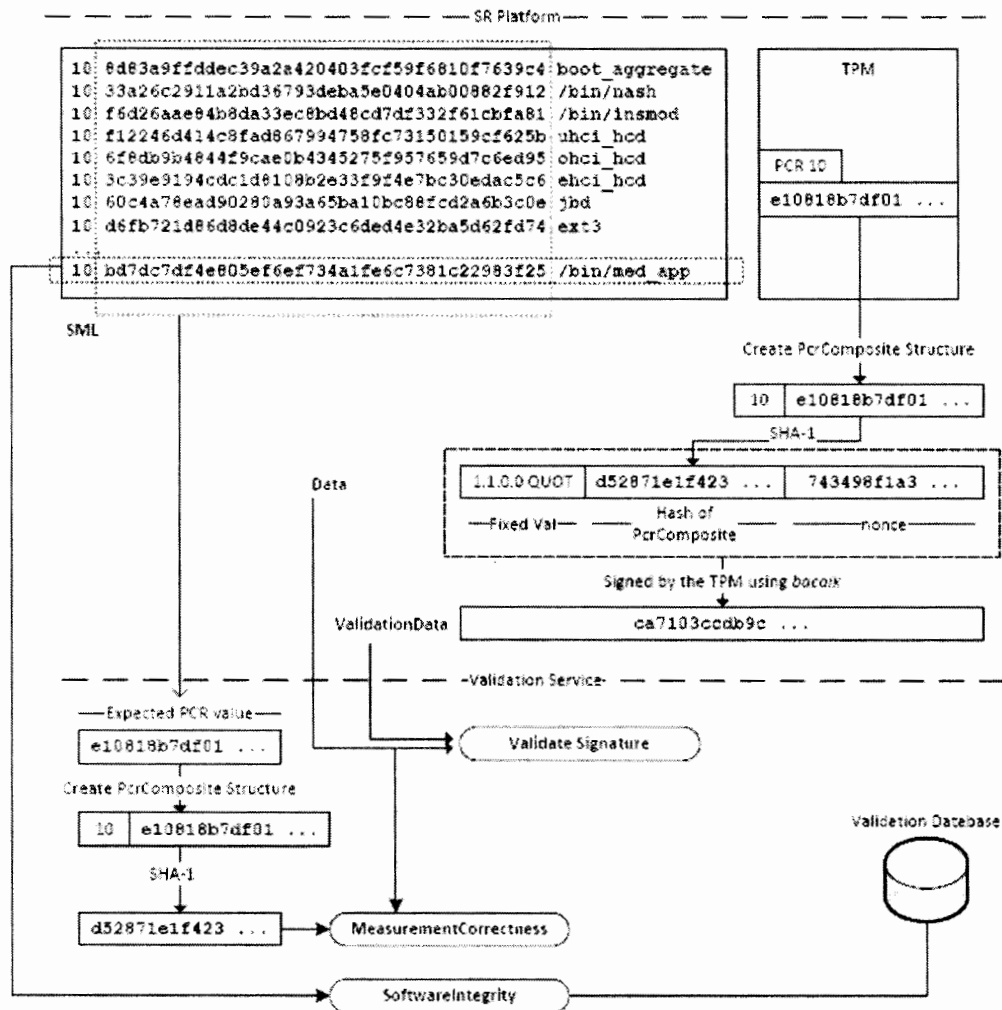 SR Platform
10 8d83a9ffddec39a2a420403fcf59f6810f7639c4 boot_aggregate
10 33a26c2911a2bd36793deba5e0404ab00882f912 /bin/nash
10 f6d26aae84b8da33ec8bd48cd7df332f61cbfa81 /bin/insmod
10 f12246d414c8fad867994758fc73150159cf625b uhci_hcd
10 6f8db9b4844f9cae0b4345275f957659d7c6ed95 ohci_hcd
10 3c39e9194cdc1d8108b2e33f9f4e7bc30edac5c6 ehci_hcd
10 60c4a78ead90280a93a65ba10bc88fcd2a6b3c0e jbd
10 d6fb721d86d8de44c0923c6ded4e32ba5d62fd74 ext3
...
10 bd7dc7df4e805ef6ef734a1fe6c7381c22983f25 /bin/med_app
SML
TPM
PCR 10
e10818b7df01 ...
Create PcrComposite Structure
10 e10818b7df01 ...
SHA-1
1.1.0.0 QUOT d52871e1f423 ... 743498f1a3 ...
Fixed Val Hash of PcrComposite nonce
Signed by the TPM using bacaik
ca7103ccdb9c ...
Data
ValidationData
Validation Service
Expected PCR value
e10818b7df01 ...
Create PcrComposite Structure
10 e10818b7df01 ...
SHA-1
d52871e1f423 ...
Validate Signature
MeasurementCorrectness
SoftwareIntegrity
Validation Datebase